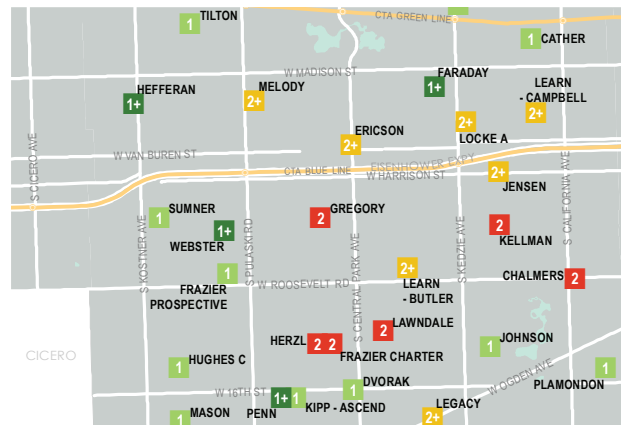 1 TILTON
CTA GREEN LINE
1 CATHER
W MADISON ST
HEFFERAN
1+
MELODY
2+
FARADAY
1+
LEARN
- CAMPBELL
2+
ERICSON
2+
2+
LOCKE A
W VAN BUREN ST
CTA BLUE LINE
EISENHOWER EXPY
W HARRISON ST
2+
JENSEN
S CICERO AVE
S KOSTNER AVE
S PULASKI RD
S CENTRAL PARK AVE
S KEDZIE AVE
S CALIFORNIA AVE
1 SUMNER
WEBSTER 1+
2 GREGORY
2
KELLMAN
1
FRAZIER
PROSPECTIVE
W ROOSEVELT RD
2+
LEARN
- BUTLER
CHALMERS 2
2 LAWNDALE
HERZL 2 2
FRAZIER CHARTER
1 JOHNSON
CICERO
1 HUGHES C
W OGDEN AVE
1
PLAMONDON
W 16TH ST
1 DVORAK
1+ 1
PENN
KIPP - ASCEND
1
MASON
LEGACY
2+